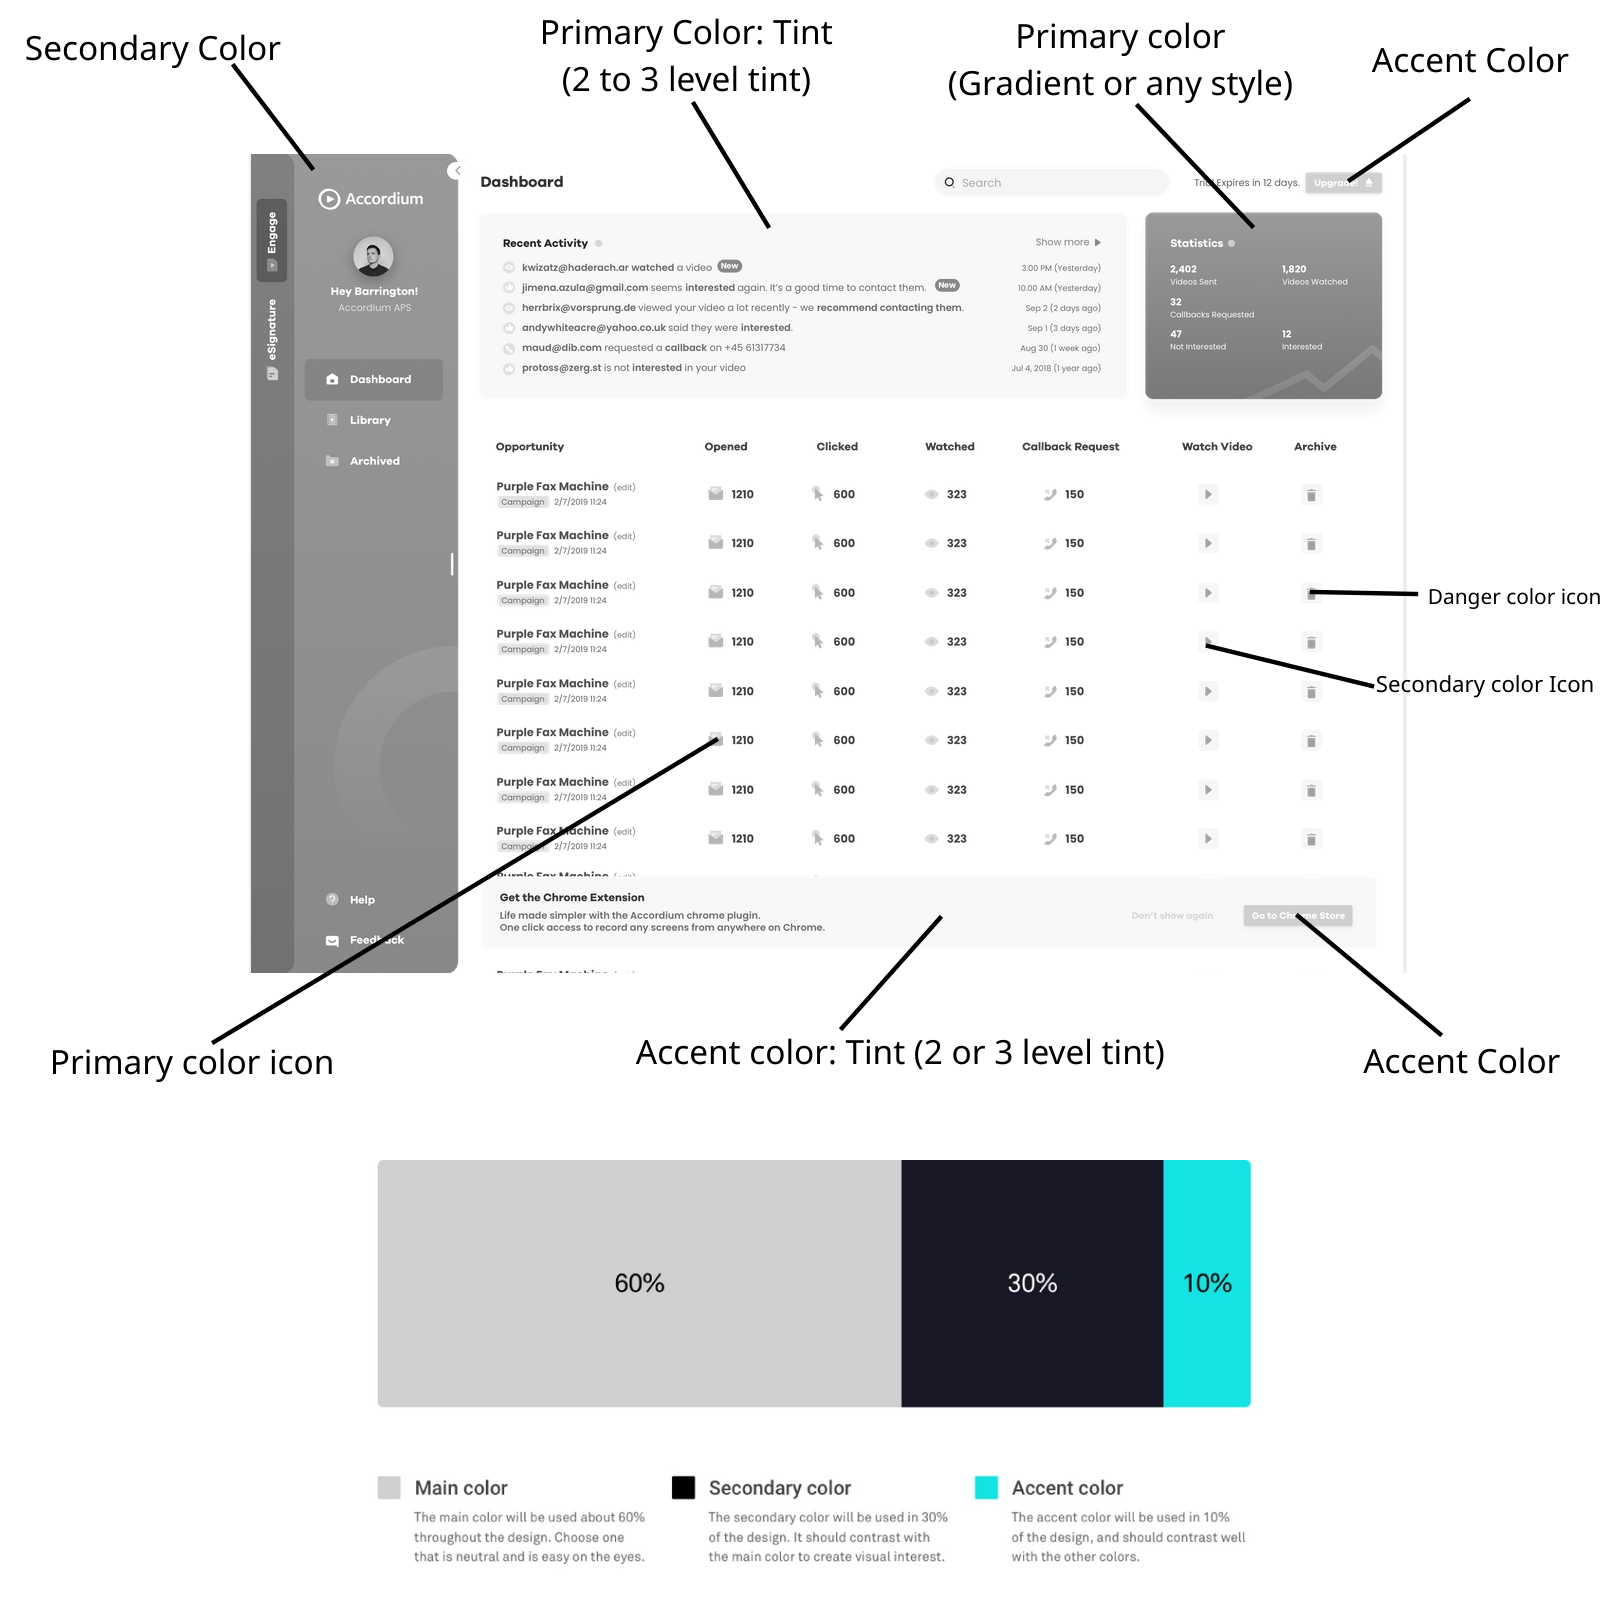 Secondary Color
Primary Color: Tint
(2 to 3 level tint)
Primary color
(Gradient or any style)
Accent Color
Engage
eSignature
Accordium
Hey Barrington!
Accordium APS
Dashboard
Library
Archived
Help
Feedback
Dashboard
Search
Trial Expires in 12 days.
Upgrade!
Recent Activity
Show more
kwizatz@haderach.ar watched a video New 3:00 PM (Yesterday)
jimena.azula@gmail.com seems interested again. It's a good time to contact them. New 10.00 AM (Yesterday)
herrbrix@vorsprung.de viewed your video a lot recently - we recommend contacting them. Sep 2 (2 days ago)
andywhiteacre@yahoo.co.uk said they were interested. Sep 1 (3 days ago)
maud@dib.com requested a callback on +45 61317734 Aug 30 (1 week ago)
protoss@zerg.st is not interested in your video Jul 4, 2018 (1 year ago)
Statistics
2,402 1,820
Videos Sent Videos Watched
32
Callbacks Requested
47 12
Not Interested Interested
Opportunity Opened Clicked Watched Callback Request Watch Video Archive
Purple Fax Machine (edit)
Campaign 2/7/2019 11:24
1210 600 323 150
Purple Fax Machine (edit)
Campaign 2/7/2019 11:24
1210 600 323 150
Purple Fax Machine (edit)
Campaign 2/7/2019 11:24
1210 600 323 150
Danger color icon
Purple Fax Machine (edit)
Campaign 2/7/2019 11:24
1210 600 323 150
Secondary color Icon
Purple Fax Machine (edit)
Campaign 2/7/2019 11:24
1210 600 323 150
Purple Fax Machine (edit)
Campaign 2/7/2019 11:24
1210 600 323 150
Purple Fax Machine (edit)
Campaign 2/7/2019 11:24
1210 600 323 150
Purple Fax Machine (edit)
Campaign 2/7/2019 11:24
1210 600 323 150
Purple Fax Machine
Get the Chrome Extension
Life made simpler with the Accordium chrome plugin.
One click access to record any screens from anywhere on Chrome.
Don't show again
Go to Chrome Store
Purple Fax Machine
Primary color icon
Accent color: Tint (2 or 3 level tint)
Accent Color
60%
30%
10%
Main color
The main color will be used about 60%
throughout the design. Choose one
that is neutral and is easy on the eyes.
Secondary color
The secondary color will be used in 30%
of the design. It should contrast with
the main color to create visual interest.
Accent color
The accent color will be used in 10%
of the design, and should contrast well
with the other colors.